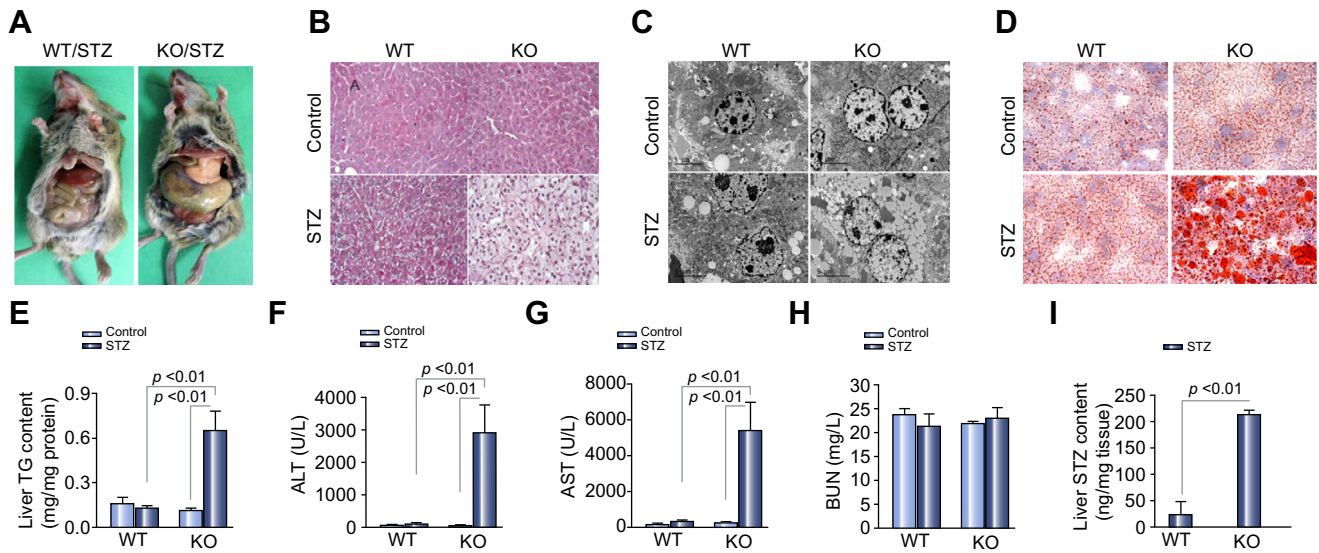 A
WT/STZ KO/STZ
B
WT KO
Control
STZ
A
C
WT KO
Control
STZ
D
WT KO
Control
STZ
E
Control
STZ
Liver TG content
(mg/mg protein)
0.9
0.6
0.3
0.0
p <0.01
p <0.01
WT KO
F
Control
STZ
ALT (U/L)
4000
3000
2000
1000
0
p <0.01
p <0.01
WT KO
G
Control
STZ
AST (U/L)
8000
6000
4000
2000
0
p <0.01
p <0.01
WT KO
H
Control
STZ
BUN (mg/L)
30
25
20
15
10
5
0
WT KO
I
STZ
Liver STZ content
(ng/mg tissue)
250
200
150
100
50
0
p <0.01
WT KO